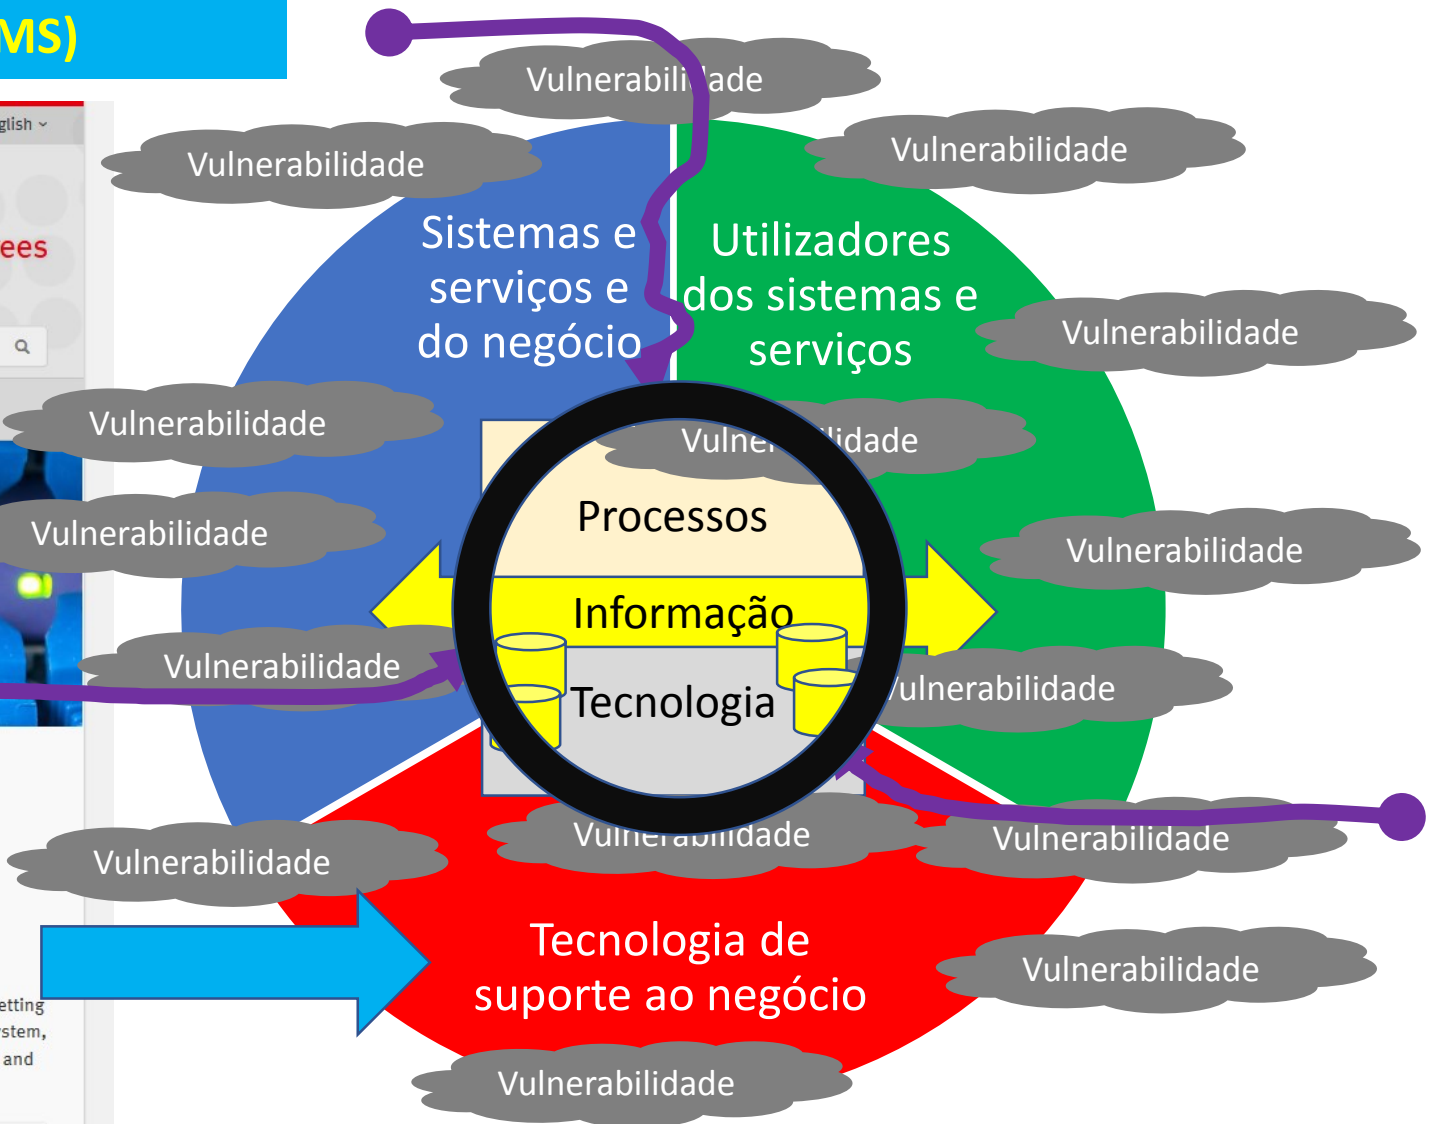 MS)
Vulnerabilidade
glish
Vulnerabilidade
Vulnerabilidade
ees
Sistemas e
serviços e
do negócio
Utilizadores
dos sistemas e
serviços
Vulnerabilidade
Vulnerabilidade
Vulnerabilidade
Processos
Vulnerabilidade
Vulnerabilidade
Informação
Vulnerabilidade
Tecnologia
Vulnerabilidade
Vulnerabilidade
Vulnerabilidade
Vulnerabilidade
Tecnologia de
suporte ao negócio
Vulnerabilidade
etting
stem,
and
Vulnerabilidade